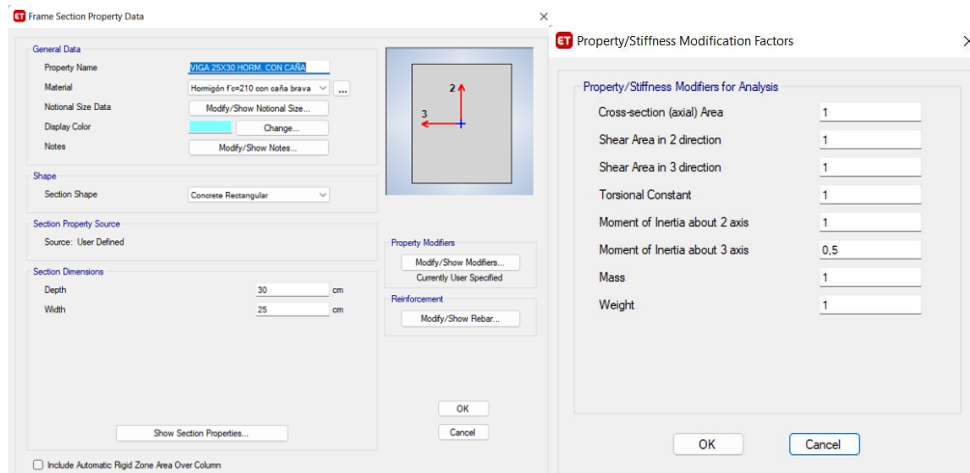 ET Frame Section Property Data
General Data
Property Name VIGA 25X30 HORM. CON CAÑA
Material Hormigón f'c=210 con caña brava ...
Notional Size Data Modify/Show Notional Size...
Display Color Change...
Notes Modify/Show Notes...
2
3
Shape
Section Shape Concrete Rectangular
Section Property Source
Source: User Defined
Section Dimensions
Depth 30 cm
Width 25 cm
Property Modifiers
Modify/Show Modifiers...
Currently User Specified
Reinforcement
Modify/Show Rebar...
OK
Cancel
Show Section Properties...
Include Automatic Rigid Zone Area Over Column
ET Property/Stiffness Modification Factors
Property/Stiffness Modifiers for Analysis
Cross-section (axial) Area 1
Shear Area in 2 direction 1
Shear Area in 3 direction 1
Torsional Constant 1
Moment of Inertia about 2 axis 1
Moment of Inertia about 3 axis 0,5
Mass 1
Weight 1
OK Cancel